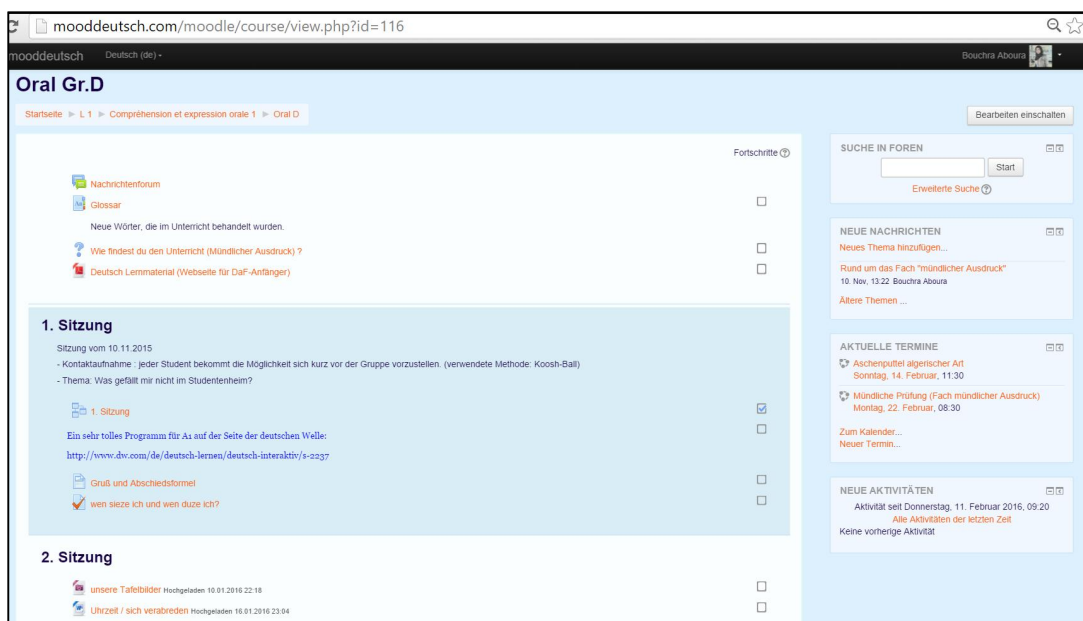 mooddeutsch.com/moodle/course/view.php?id=116
mooddeutsch Deutsch (de) Bouchra Aboura
Oral Gr.D
Startseite ► L 1 ► Compréhension et expression orale 1 ► Oral D
Bearbeiten einschalten
Fortschritte
Nachrichtenforum
Glossar
Neue Wörter, die im Unterricht behandelt wurden.
Wie findest du den Unterricht (Mündlicher Ausdruck) ?
Deutsch Lernmaterial (Webseite für DaF-Anfänger)
1. Sitzung
Sitzung vom 10.11.2015
- Kontaktaufnahme : jeder Student bekommt die Möglichkeit sich kurz vor der Gruppe vorzustellen. (verwendete Methode: Koosh-Ball)
- Thema: Was gefällt mir nicht im Studentenheim?
1. Sitzung
Ein sehr tolles Programm für A1 auf der Seite der deutschen Welle:
http://www.dw.com/de/deutsch-lernen/deutsch-interaktiv/s-2237
Gruß und Abschiedsformel
wen sieze ich und wen duze ich?
2. Sitzung
unsere Tafelbilder Hochgeladen 10.01.2016 22:18
Uhrzeit / sich verabreden Hochgeladen 16.01.2016 23:04
SUCHE IN FOREN
Start
Erweiterte Suche
NEUE NACHRICHTEN
Neues Thema hinzufügen...
Rund um das Fach "mündlicher Ausdruck"
10. Nov, 13:22 Bouchra Aboura
Ältere Themen ...
AKTUELLE TERMINE
Aschenputtel algerischer Art
Sonntag, 14. Februar, 11:30
Mündliche Prüfung (Fach mündlicher Ausdruck)
Montag, 22. Februar, 08:30
Zum Kalender...
Neuer Termin...
NEUE AKTIVITÄTEN
Aktivität seit Donnerstag, 11. Februar 2016, 09:20
Alle Aktivitäten der letzten Zeit
Keine vorherige Aktivität